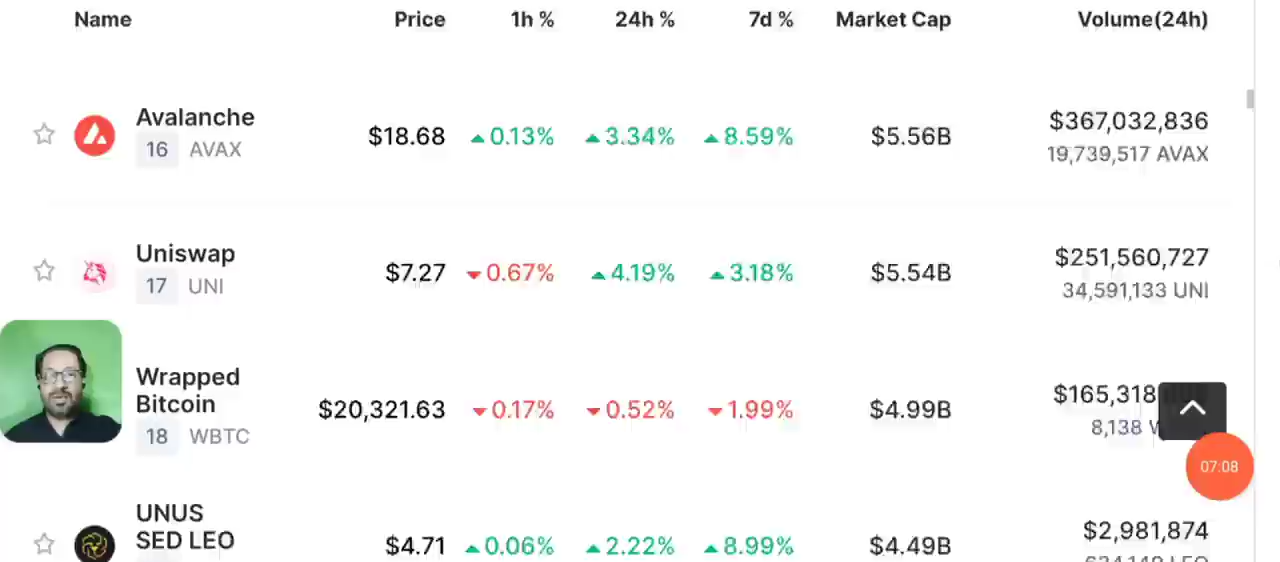 Name Price 1h % 24h % 7d % Market Cap Volume(24h)
Avalanche
16 AVAX
$18.68 0.13% 3.34% 8.59% $5.56B
$367,032,836
19,739,517 AVAX
Uniswap
17 UNI
$7.27 0.67% 4.19% 3.18% $5.54B
$251,560,727
34,591,133 UNI
Wrapped
Bitcoin
18 WBTC
$20,321.63 0.17% 0.52% 1.99% $4.99B
8,138
07:08
UNUS
SED LEO
$4.71 0.06% 2.22% 8.99% $4.49B
$2,981,874